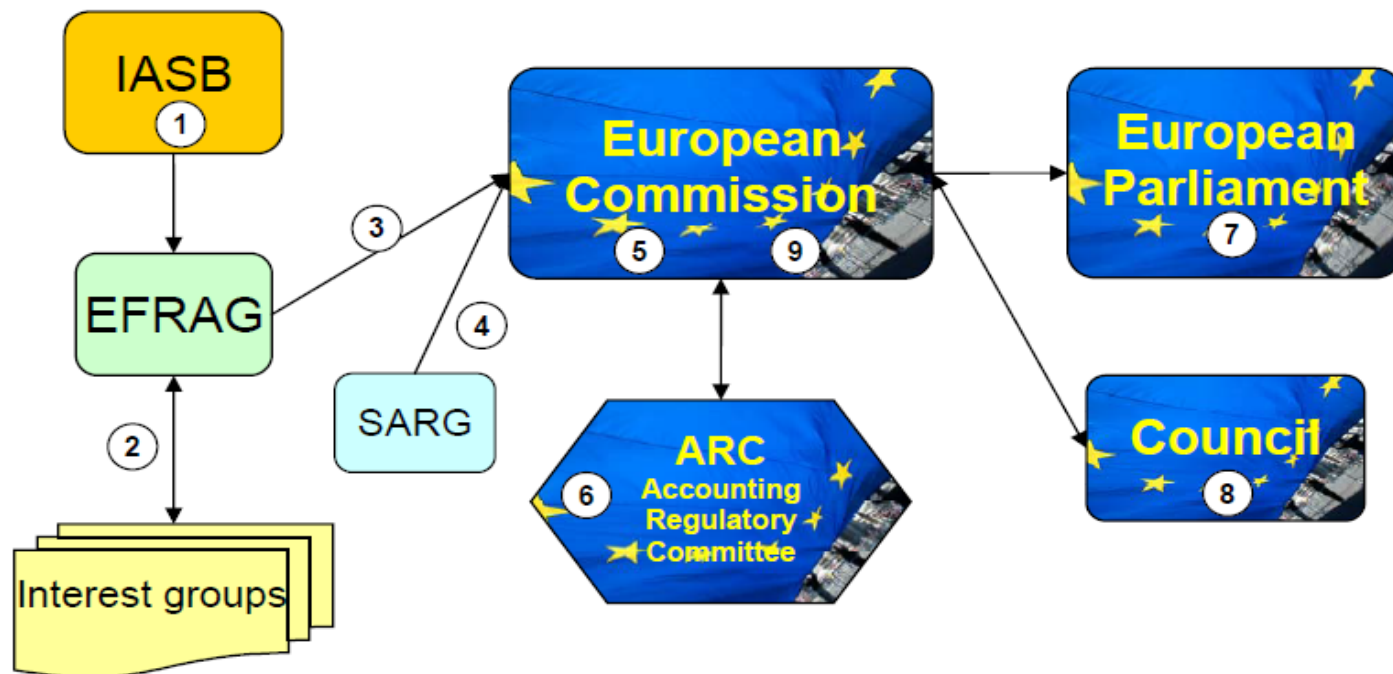 IASB
1
European
Commission
5
9
European
Parliament
7
3
EFRAG
4
SARG
2
ARC
Accounting
Regulatory
Committee
6
Council
8
Interest groups